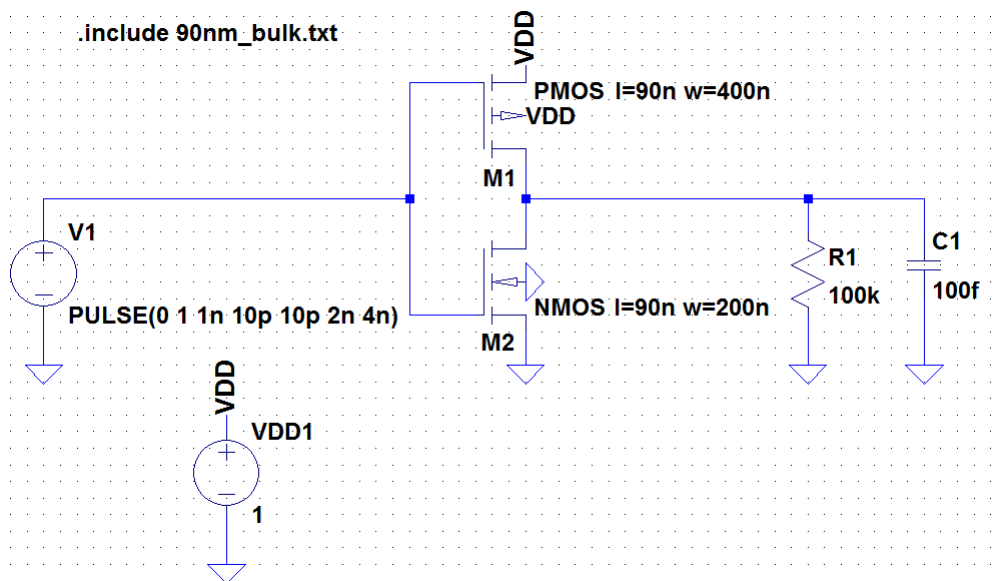 .include 90nm_bulk.txt
VDD
PMOS l=90n w=400n
VDD
M1
V1
PULSE(0 1 1n 10p 10p 2n 4n)
NMOS l=90n w=200n
M2
R1
100k
C1
100f
VDD
VDD1
1